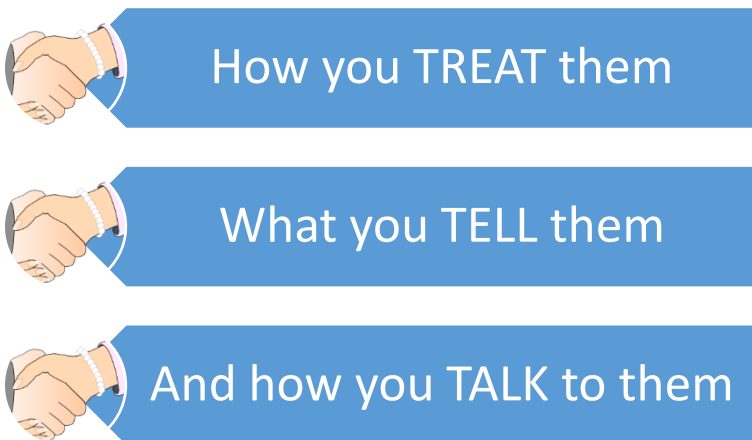 How you TREAT them
What you TELL them
And how you TALK to them